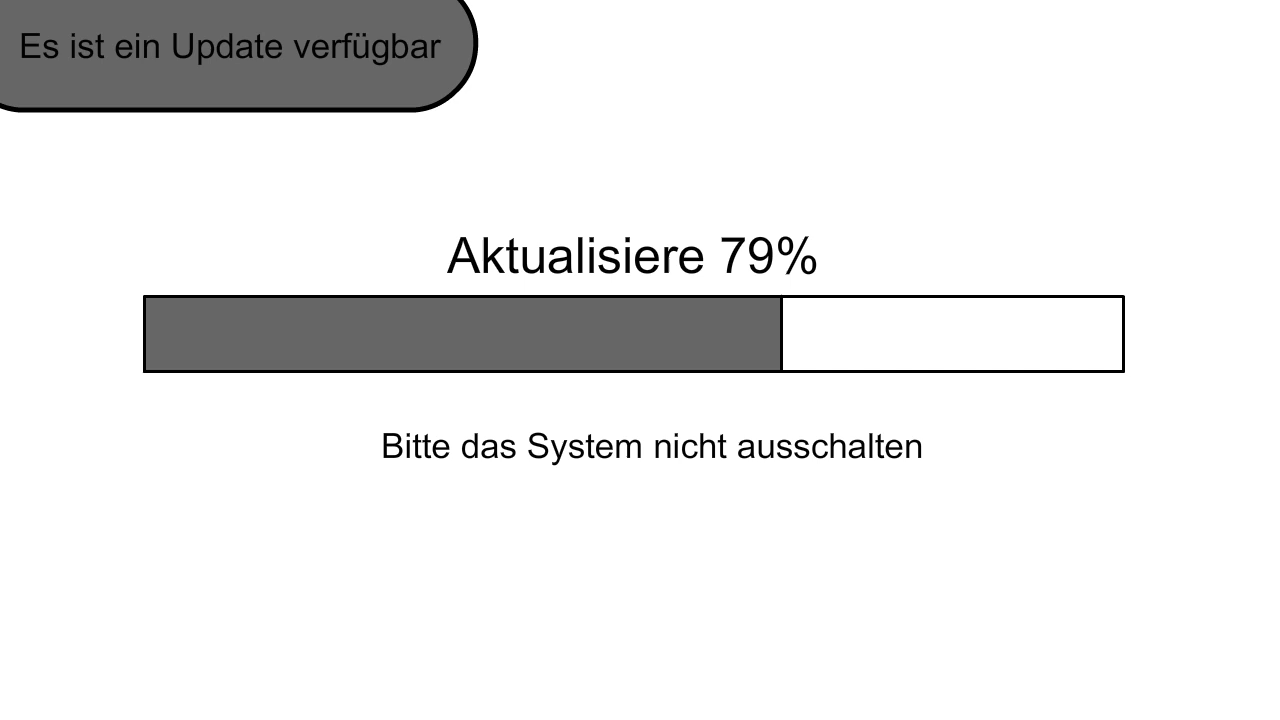 Es ist ein Update verfügbar
Aktualisiere 79%
Bitte das System nicht ausschalten